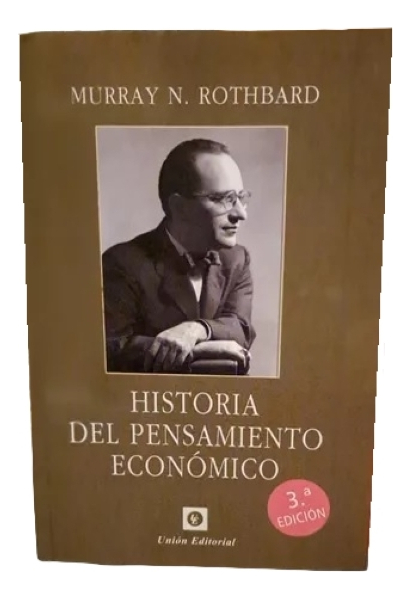 MURRAY N. ROTHBARD
HISTORIA
DEL PENSAMIENTO
ECONÓMICO
3.ª
EDICIÓN
Unión Editorial